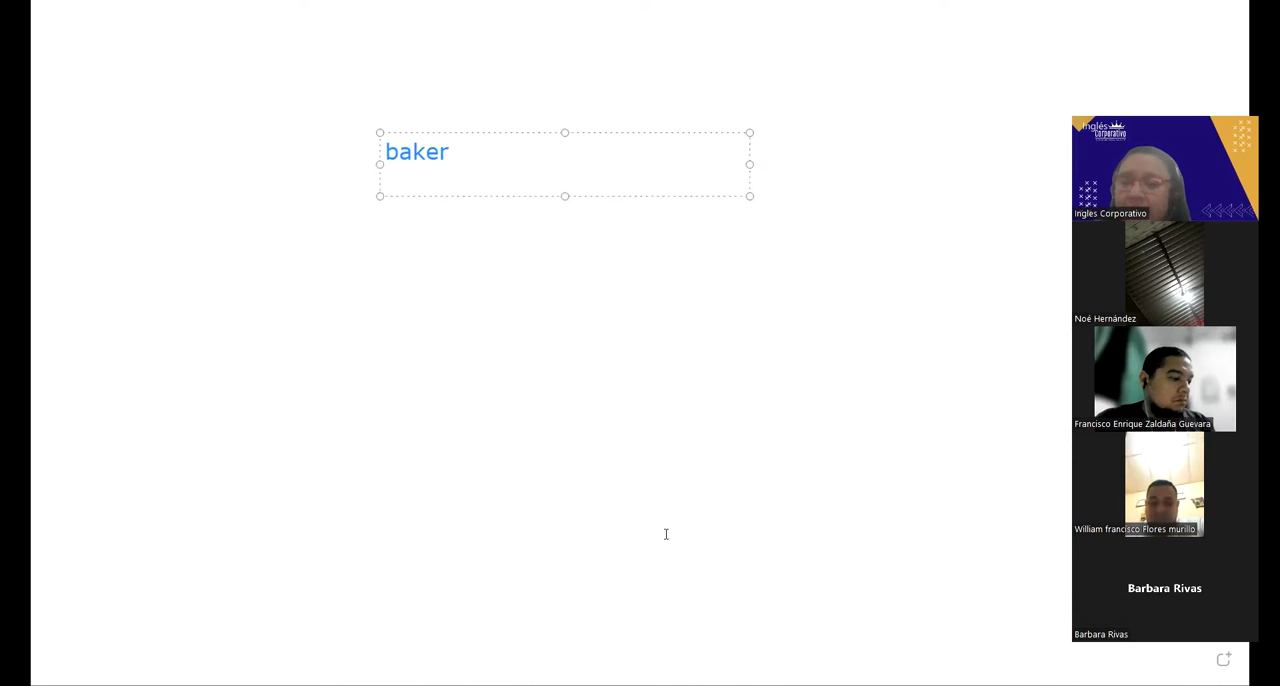 baker
Inglés
Corporativo
Ingles Corporativo
Noé Hernández
Francisco Enrique Zaldaña Guevara
William francisco Flores murillo
Barbara Rivas
Barbara Rivas